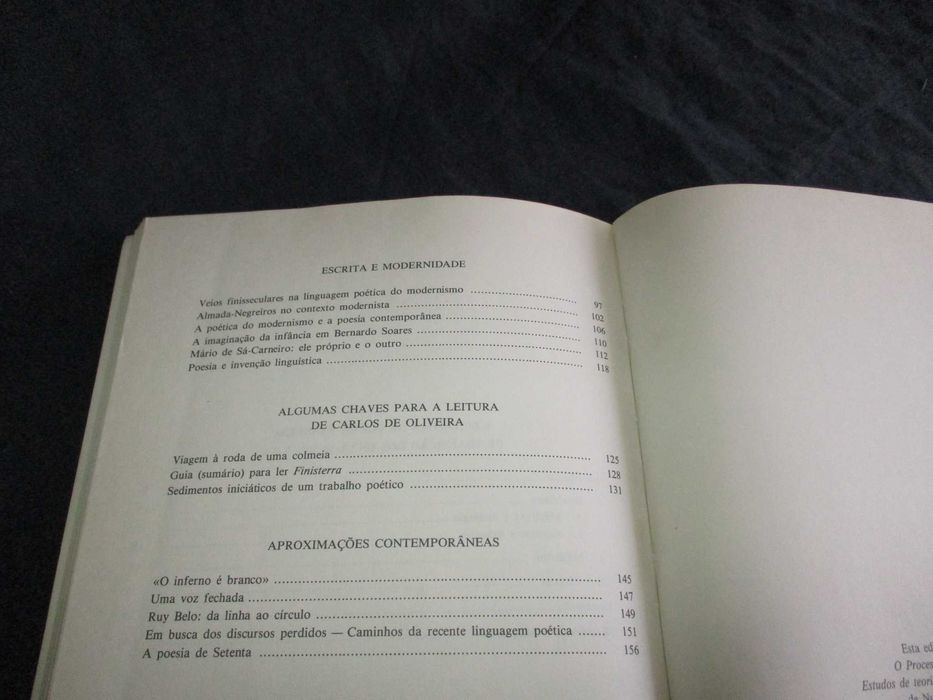 ESCRITA E MODERNIDADE
Veios finisseculares na linguagem poética do modernismo ........ 97
Almada-Negreiros no contexto modernista ........ 102
A poética do modernismo e a poesia contemporânea ........ 106
A imaginação da infância em Bernardo Soares ........ 110
Mário de Sá-Carneiro: ele próprio e o outro ........ 112
Poesia e invenção linguística ........ 118
ALGUMAS CHAVES PARA A LEITURA
DE CARLOS DE OLIVEIRA
Viagem à roda de uma colmeia ........ 125
Guia (sumário) para ler Finisterra ........ 128
Sedimentos iniciáticos de um trabalho poético ........ 131
APROXIMAÇÕES CONTEMPORÂNEAS
«O inferno é branco» ........ 145
Uma voz fechada ........ 147
Ruy Belo: da linha ao círculo ........ 149
Em busca dos discursos perdidos — Caminhos da recente linguagem poética ....... 151
A poesia de Setenta ........ 156
Esta ed
O Proces
Estudos de teori
de Nu